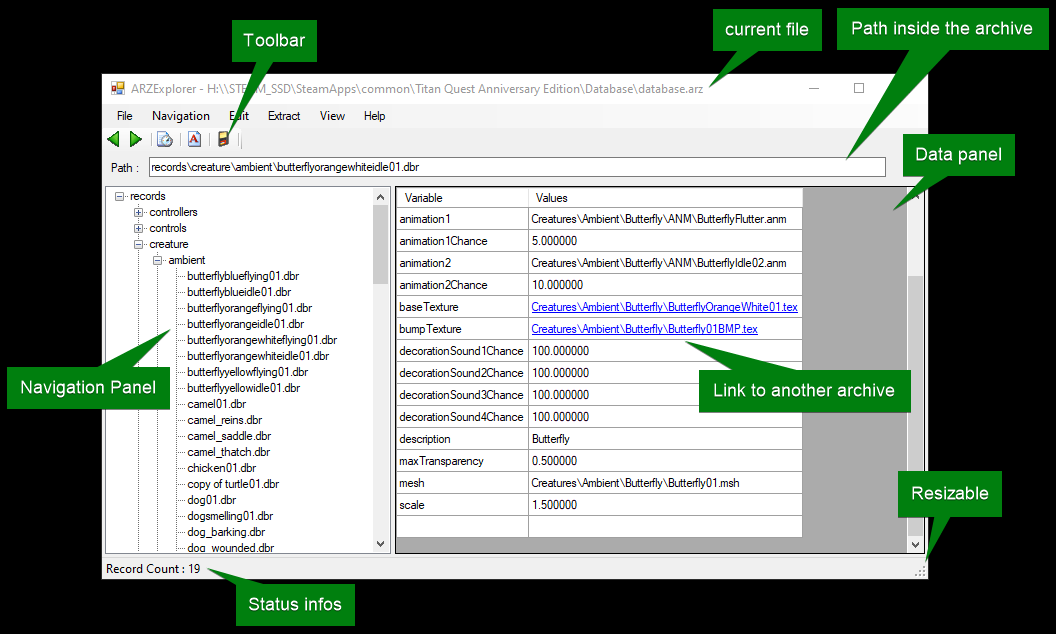 Toolbar
current file
Path inside the archive
ARZExplorer - H:\\STEAM_SSD\SteamApps\common\Titan Quest Anniversary Edition\Database\database.arz
File Navigation Edit Extract View Help
Path : records\creature\ambient\butterflyorangewhiteidle01.dbr
Data panel
records
controllers
controls
creature
ambient
butterflyblueflying01.dbr
butterflyblueidle01.dbr
butterflyorangeflying01.dbr
butterflyorangeidle01.dbr
butterflyorangewhiteflying01.dbr
butterflyorangewhiteidle01.dbr
butterflyyellowflying01.dbr
butterflyyellowidle01.dbr
camel01.dbr
camel_reins.dbr
camel_saddle.dbr
camel_thatch.dbr
chicken01.dbr
copy of turtle01.dbr
dog01.dbr
dogsmelling01.dbr
dog_barking.dbr
dog_wounded.dbr
Navigation Panel
Variable Values
animation1 Creatures\Ambient\Butterfly\ANM\ButterflyFlutter.anm
animation1Chance 5.000000
animation2 Creatures\Ambient\Butterfly\ANM\ButterflyIdle02.anm
animation2Chance 10.000000
baseTexture Creatures\Ambient\Butterfly\ButterflyOrangeWhite01.tex
bumpTexture Creatures\Ambient\Butterfly\Butterfly01BMP.tex
decorationSound1Chance 100.000000
decorationSound2Chance 100.000000
decorationSound3Chance 100.000000
decorationSound4Chance 100.000000
description Butterfly
maxTransparency 0.500000
mesh Creatures\Ambient\Butterfly\Butterfly01.msh
scale 1.500000
Link to another archive
Resizable
Record Count : 19
Status infos